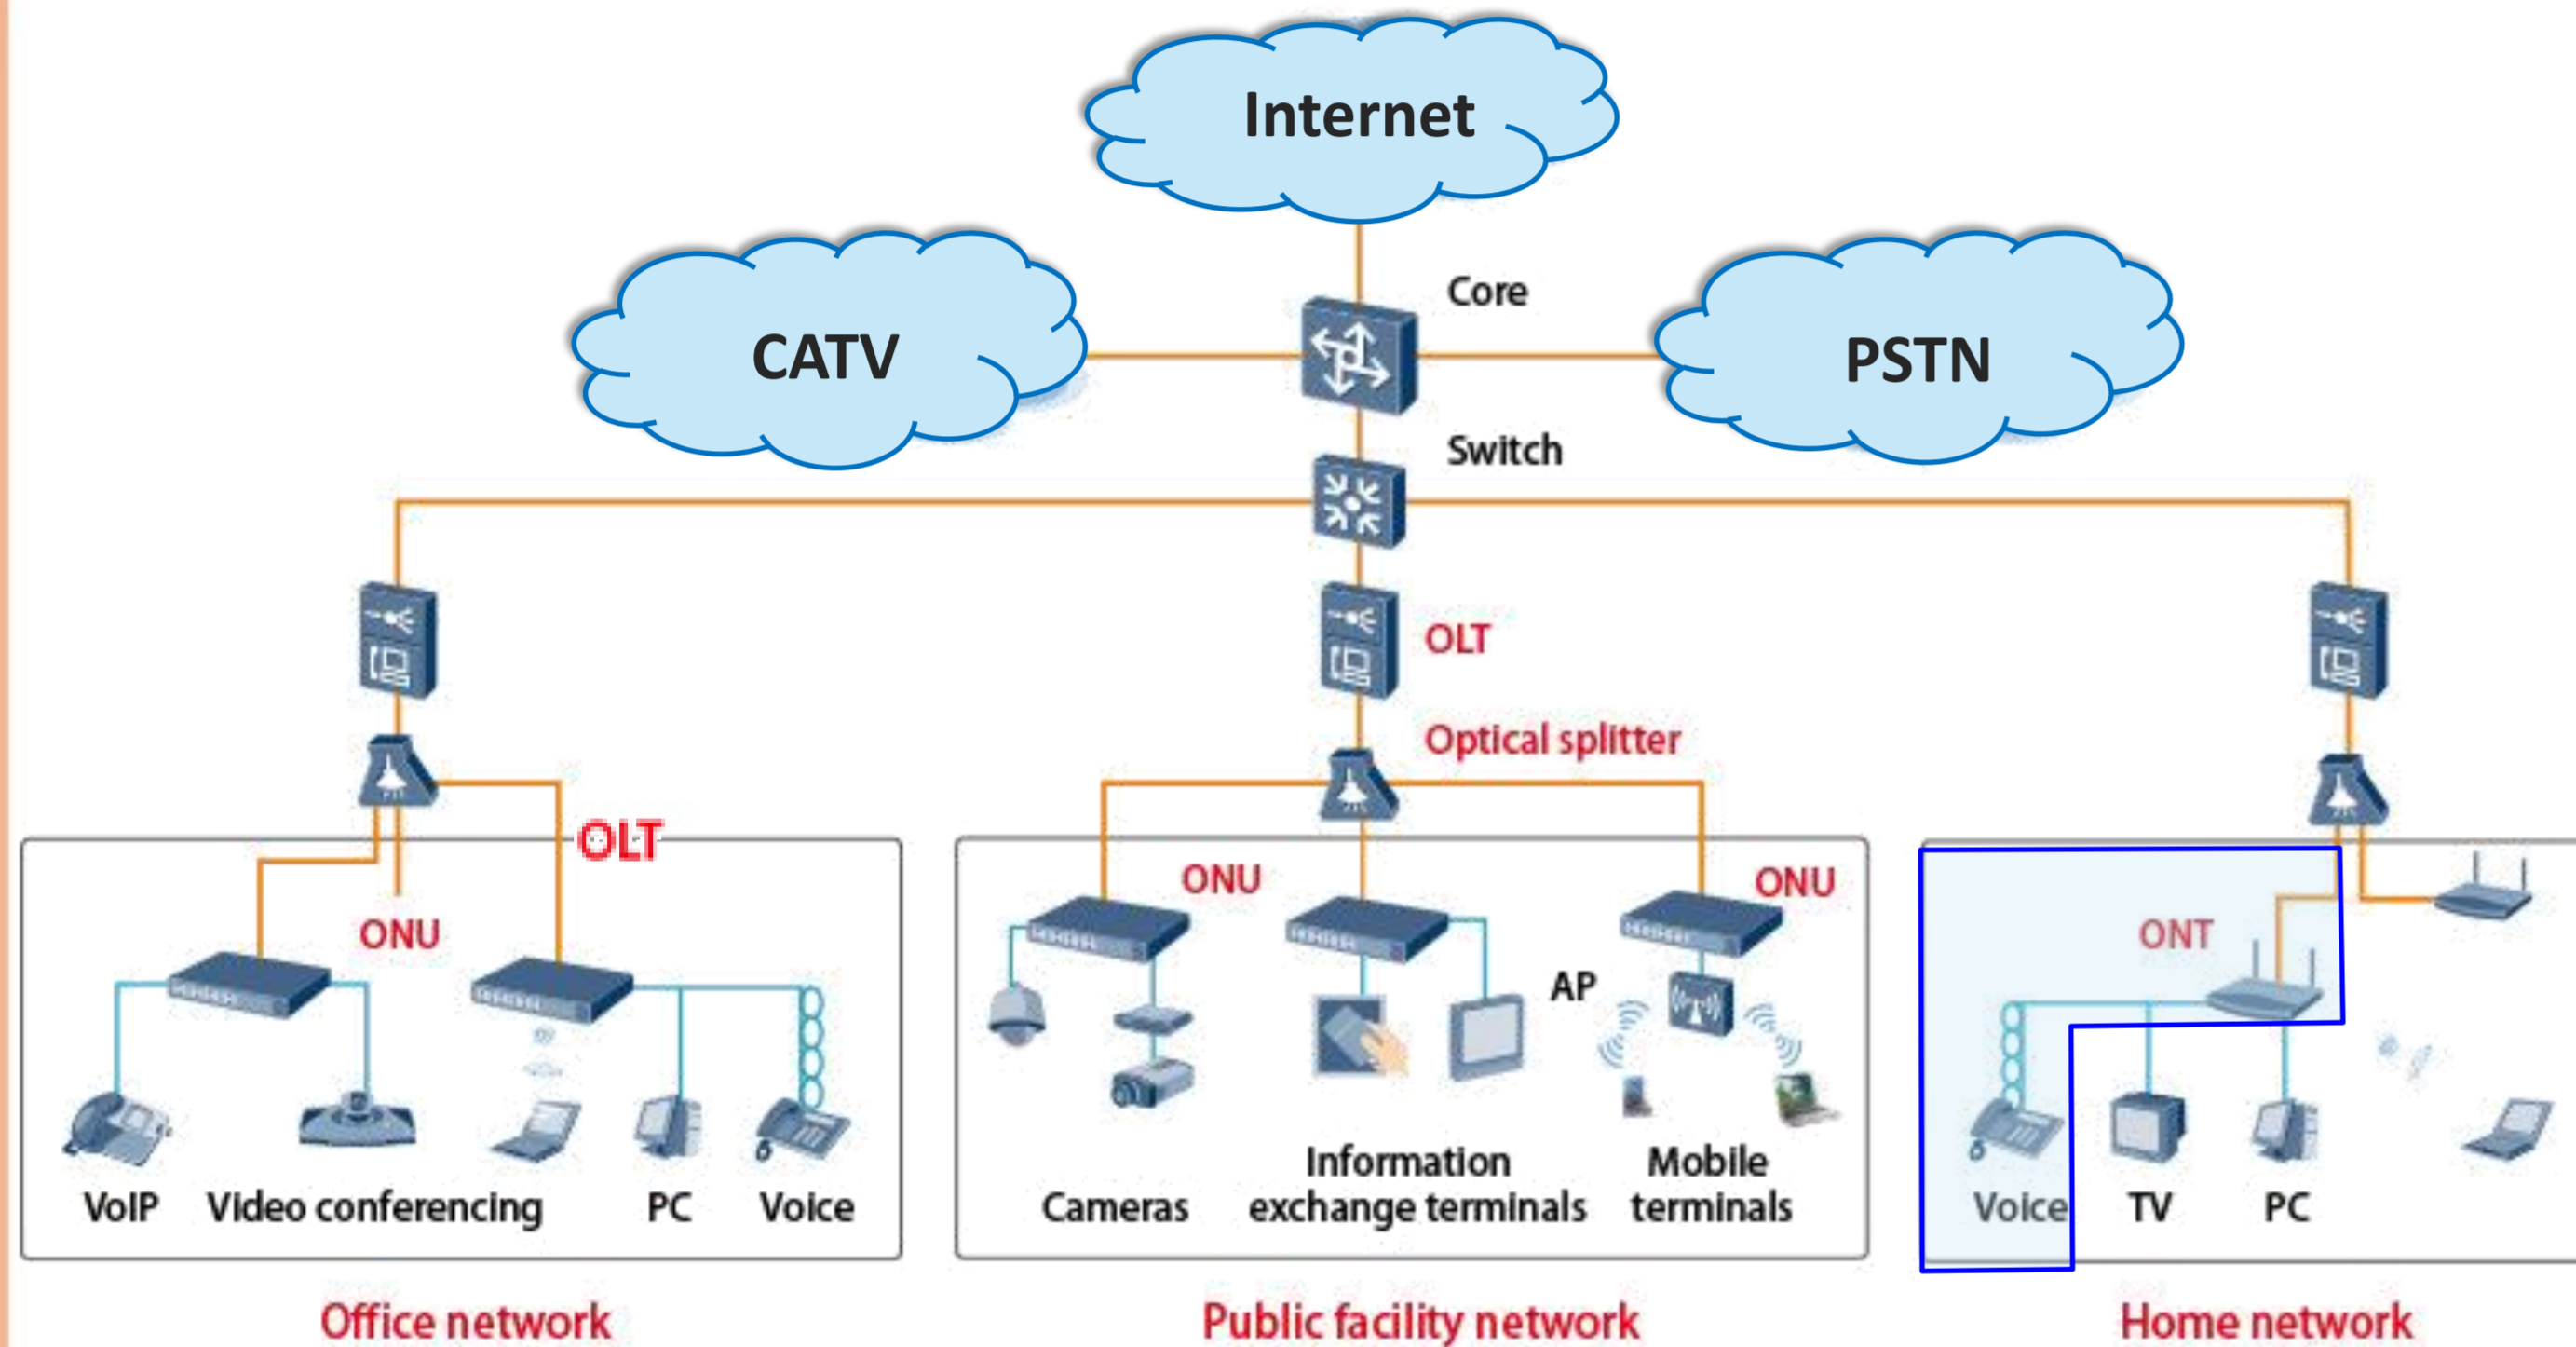 Internet
Core
CATV
PSTN
Switch
OLT
Optical splitter
OLT
ONU
ONU
ONU
ONT
AP
VoIP
Video conferencing
PC
Voice
Cameras
Information
exchange terminals
Mobile
terminals
Voice
TV
PC
Office network
Public facility network
Home network